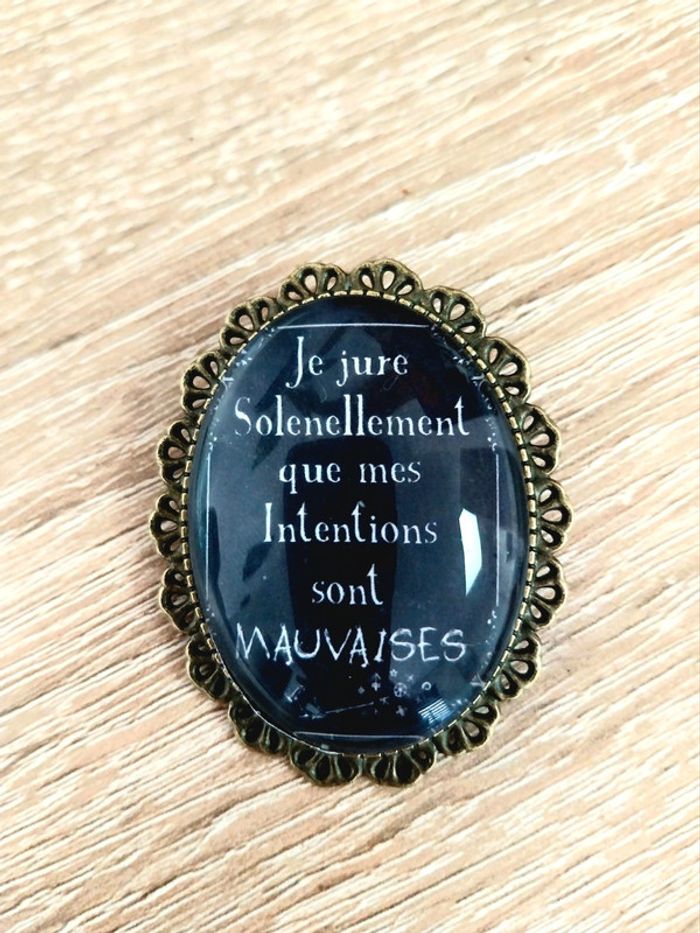 Je jure
Solenellement
que mes
Intentions
sont
MAUVAISES